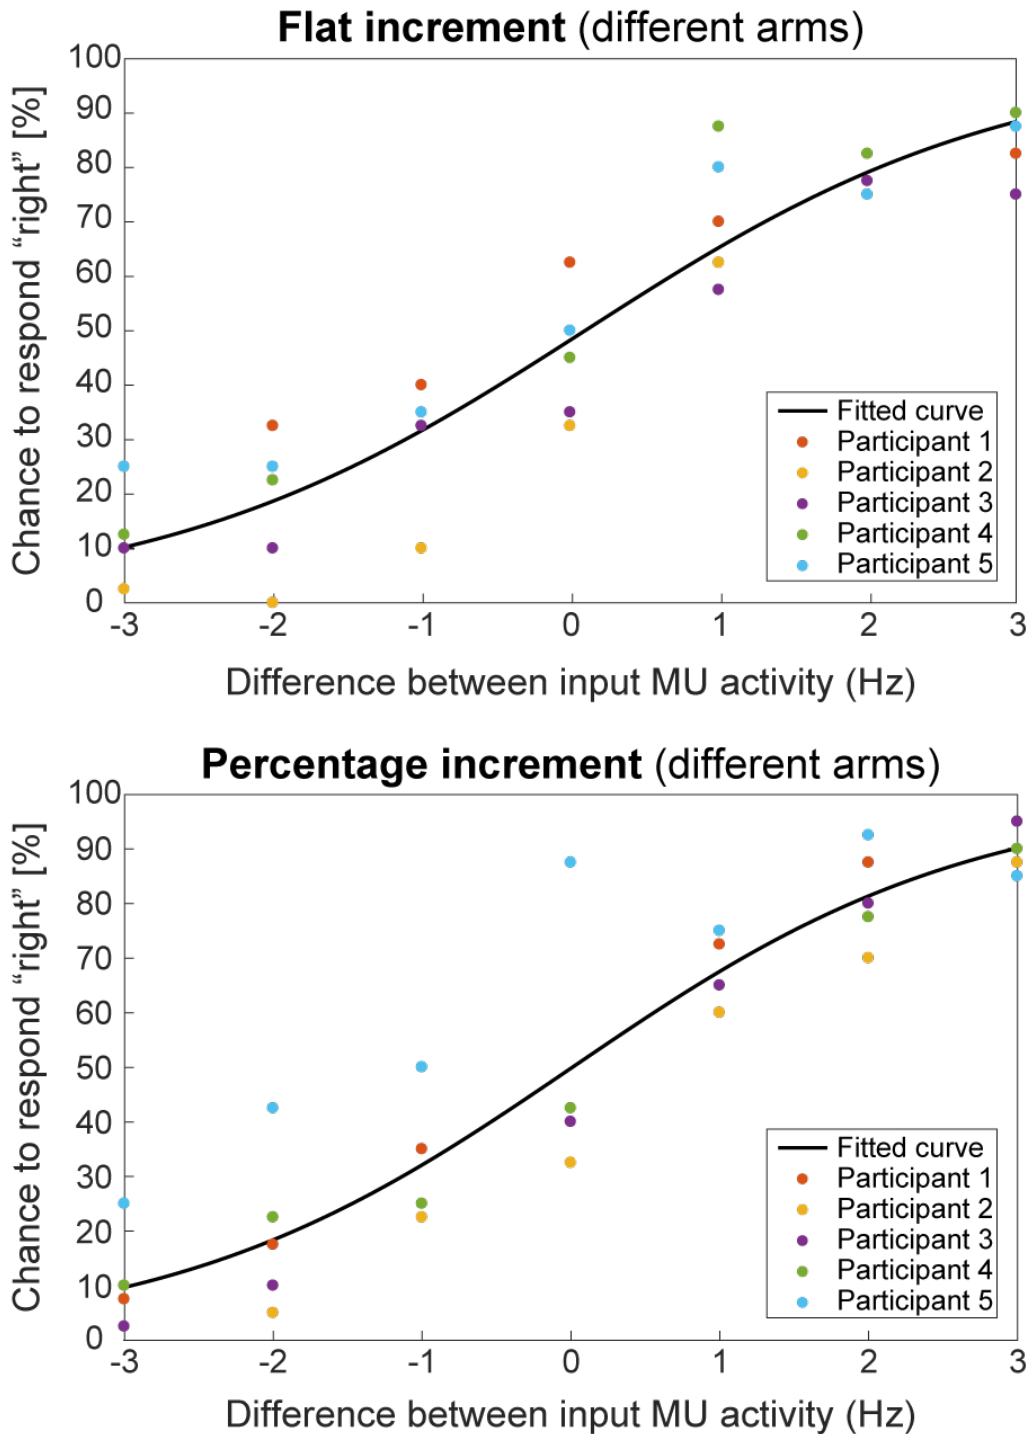 Flat increment (different arms)
Chance to respond “right” [%]
100
90
80
70
60
50
40
30
20
10
0
-3 -2 -1 0 1 2 3
Fitted curve
Participant 1
Participant 2
Participant 3
Participant 4
Participant 5
Difference between input MU activity (Hz)
Percentage increment (different arms)
Chance to respond “right” [%]
100
90
80
70
60
50
40
30
20
10
0
-3 -2 -1 0 1 2 3
Fitted curve
Participant 1
Participant 2
Participant 3
Participant 4
Participant 5
Difference between input MU activity (Hz)